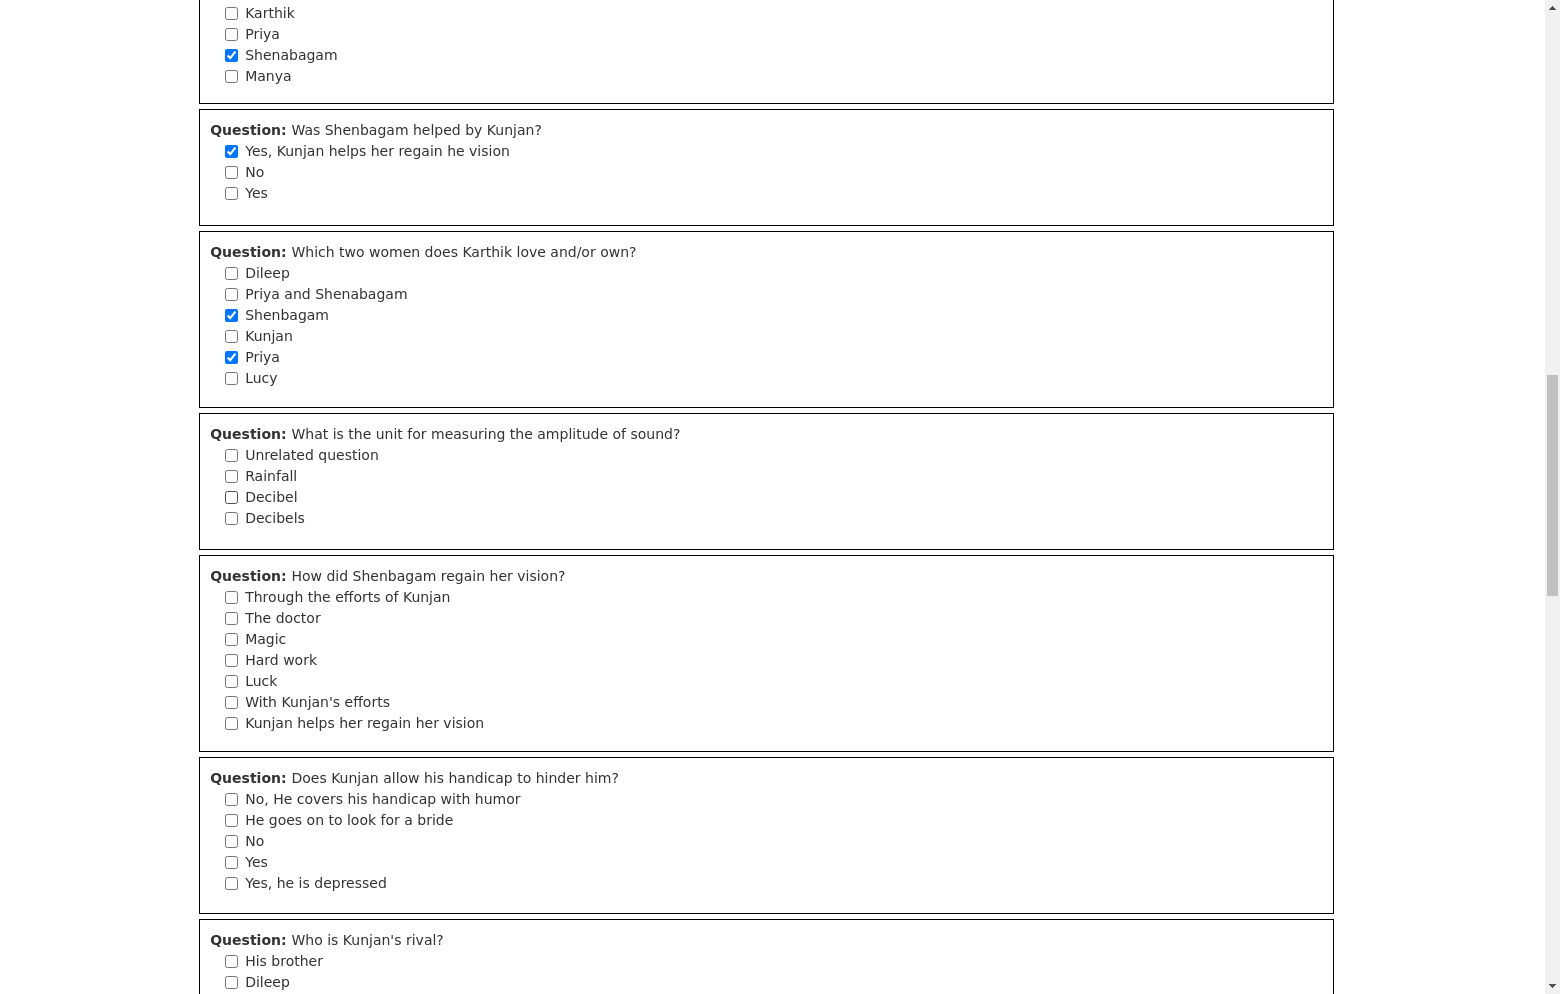 Karthik
Priya
Shenabagam
Manya
Question: Was Shenbagam helped by Kunjan?
Yes, Kunjan helps her regain he vision
No
Yes
Question: Which two women does Karthik love and/or own?
Dileep
Priya and Shenabagam
Shenbagam
Kunjan
Priya
Lucy
Question: What is the unit for measuring the amplitude of sound?
Unrelated question
Rainfall
Decibel
Decibels
Question: How did Shenbagam regain her vision?
Through the efforts of Kunjan
The doctor
Magic
Hard work
Luck
With Kunjan's efforts
Kunjan helps her regain her vision
Question: Does Kunjan allow his handicap to hinder him?
No, He covers his handicap with humor
He goes on to look for a bride
No
Yes
Yes, he is depressed
Question: Who is Kunjan's rival?
His brother
Dileep